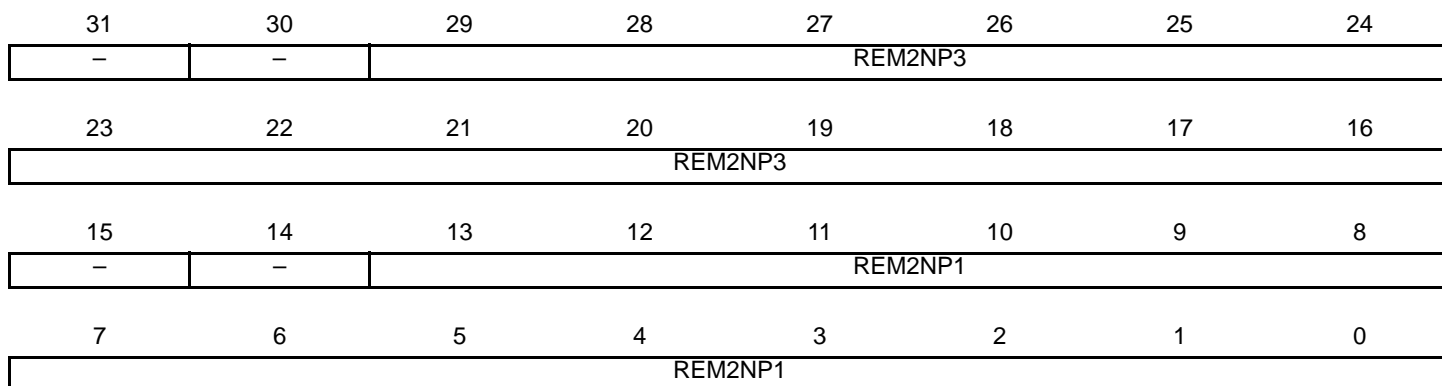 31 30 29 28 27 26 25 24
– – REM2NP3
23 22 21 20 19 18 17 16
REM2NP3
15 14 13 12 11 10 9 8
– – REM2NP1
7 6 5 4 3 2 1 0
REM2NP1